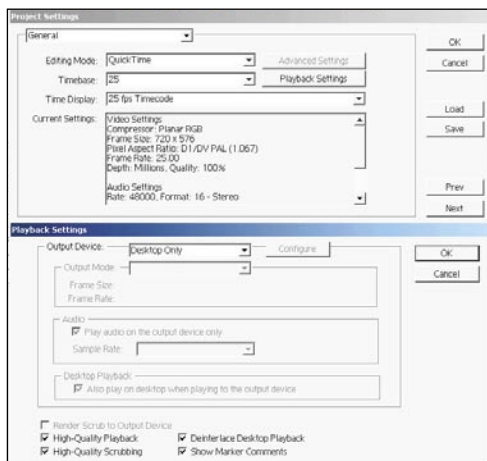 Project Settings
General
OK
Editing Mode: QuickTime Advanced Settings Cancel
Timebase: 25 Playback Settings
Time Display: 25 fps Timecode
Load
Current Settings: Video Settings
Compressor: Planar RGB
Save
Frame Size: 720 x 576
Pixel Aspect Ratio: D1/DV PAL (1.067)
Frame Rate: 25.00
Depth: Millions, Quality: 100%
Audio Settings
Prev
Rate: 48000, Format: 16 - Stereo
Next
Playback Settings
Output Device: Desktop Only Configure OK
Output Mode Cancel
Frame Size:
Frame Rate:
Audio
Play audio on the output device only
Sample Rate:
Desktop Playback
Also play on desktop when playing to the output device
Render Scrub to Output Device
High-Quality Playback Deinterlace Desktop Playback
High-Quality Scrubbing Show Marker Comments